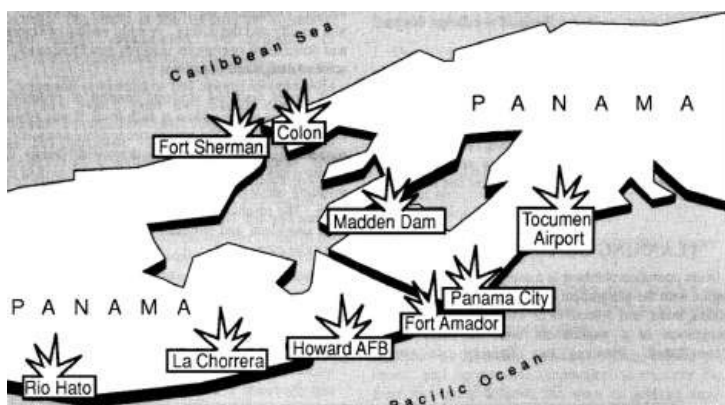 Caribbean Sea
PANAMA
Fort Sherman
Colon
Madden Dam
Tocumen
Airport
PANAMA
Panama City
Fort Amador
Howard AFB
La Chorrera
Rio Hato
Pacific Ocean